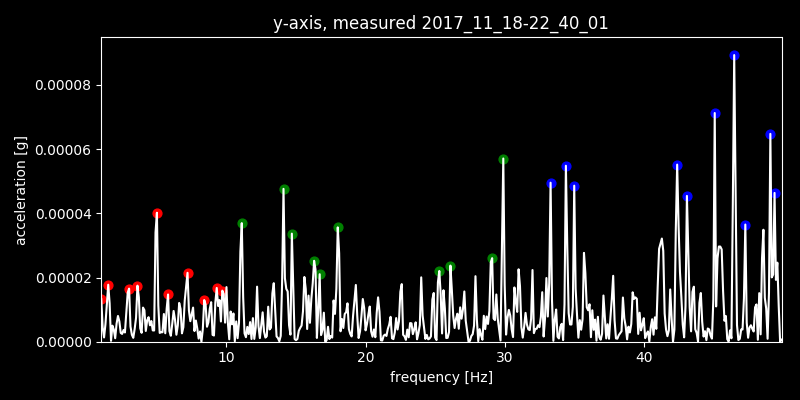 y-axis, measured 2017_11_18-22_40_01
acceleration [g]
0.00008
0.00006
0.00004
0.00002
0.00000
10 20 30 40
frequency [Hz]